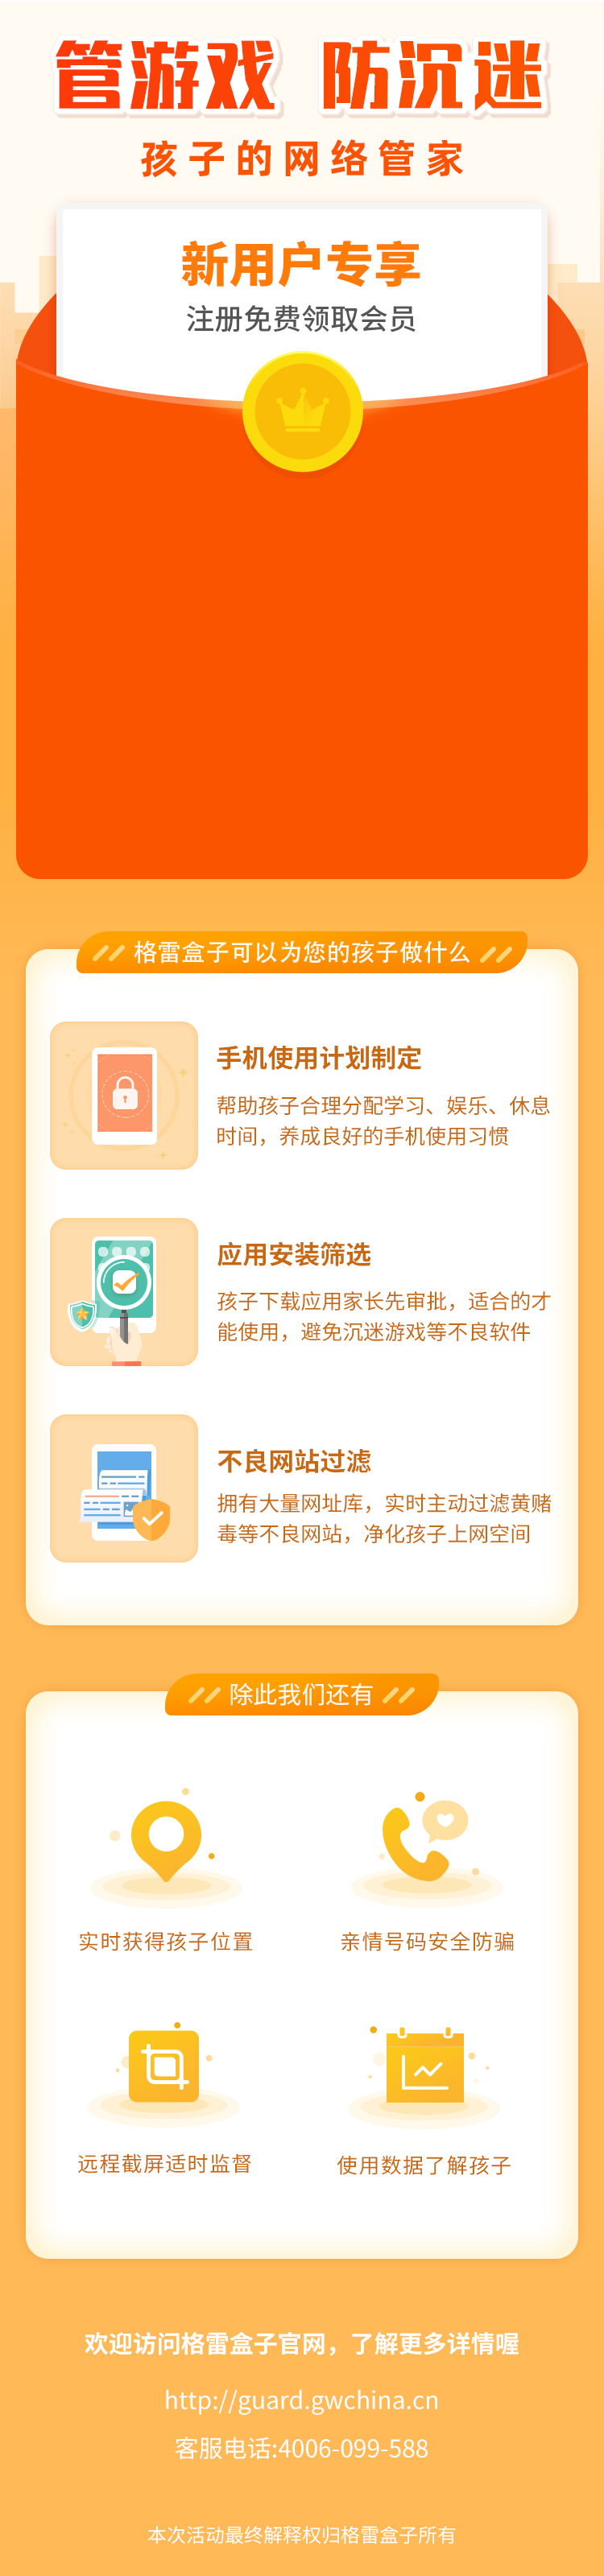 管游戏 防沉迷
孩子的网络管家
新用户专享
注册免费领取会员
格雷盒子可以为您的孩子做什么
手机使用计划制定
帮助孩子合理分配学习、娱乐、休息
时间，养成良好的手机使用习惯
应用安装筛选
孩子下载应用家长先审批，适合的才
能使用，避免沉迷游戏等不良软件
不良网站过滤
拥有大量网址库，实时主动过滤黄赌
毒等不良网站，净化孩子上网空间
除此我们还有
实时获得孩子位置
亲情号码安全防骗
远程截屏适时监督
使用数据了解孩子
欢迎访问格雷盒子官网，了解更多详情喔
http://guard.gwchina.cn
客服电话:4006-099-588
本次活动最终解释权归格雷盒子所有